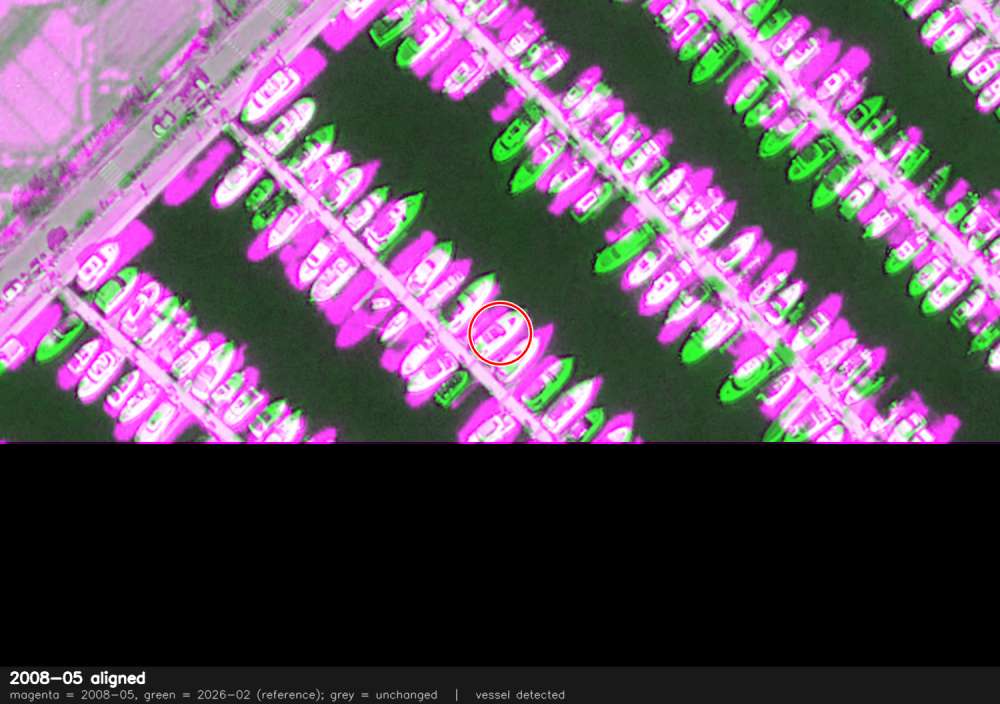 2008-05 aligned
magenta = 2008-05, green = 2026-02 (reference); grey = unchanged | vessel detected